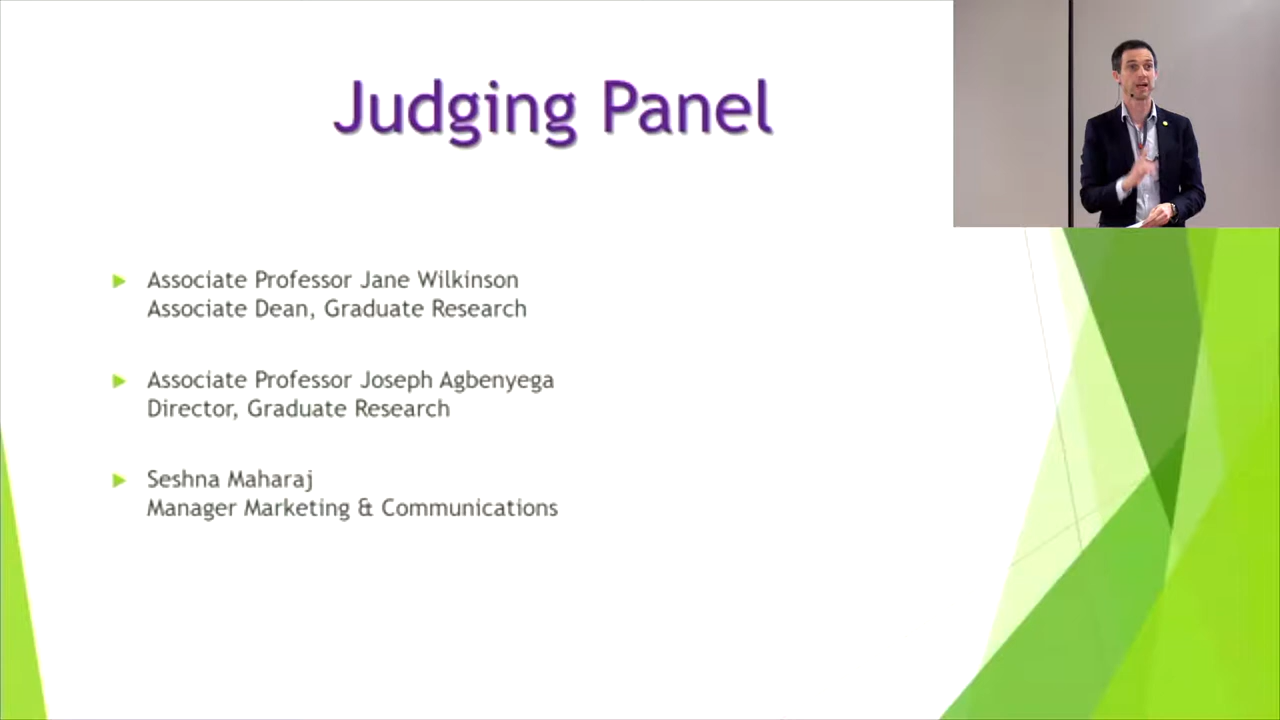 Judging Panel
Associate Professor Jane Wilkinson
Associate Dean, Graduate Research
Associate Professor Joseph Agbenyega
Director, Graduate Research
Seshna Maharaj
Manager Marketing & Communications